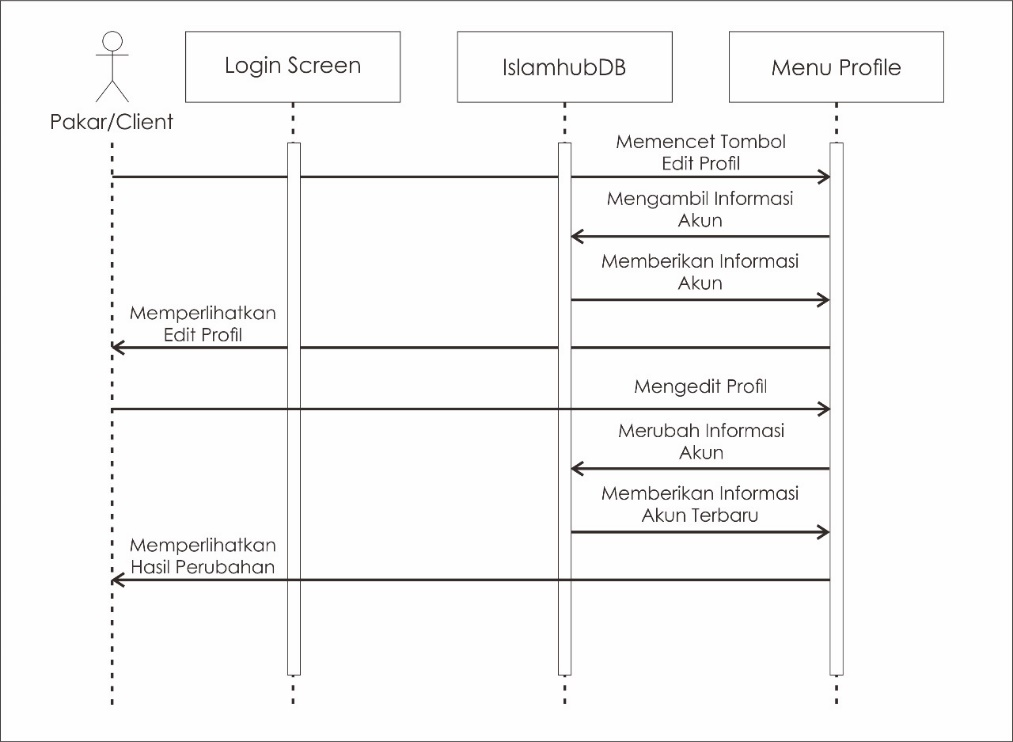 Login Screen
IslamhubDB
Menu Profile
Pakar/Client
Memencet Tombol
Edit Profil
Mengambil Informasi
Akun
Memberikan Informasi
Akun
Memperlihatkan
Edit Profil
Mengedit Profil
Merubah Informasi
Akun
Memberikan Informasi
Akun Terbaru
Memperlihatkan
Hasil Perubahan